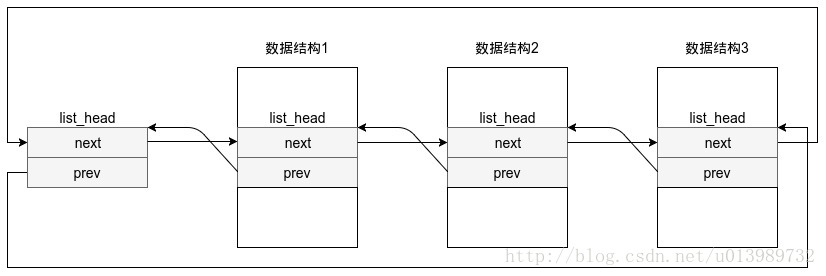 数据结构1 数据结构2 数据结构3
list_head list_head list_head list_head
next next next next
prev prev prev prev
http://blog.csdn.net/u013989732